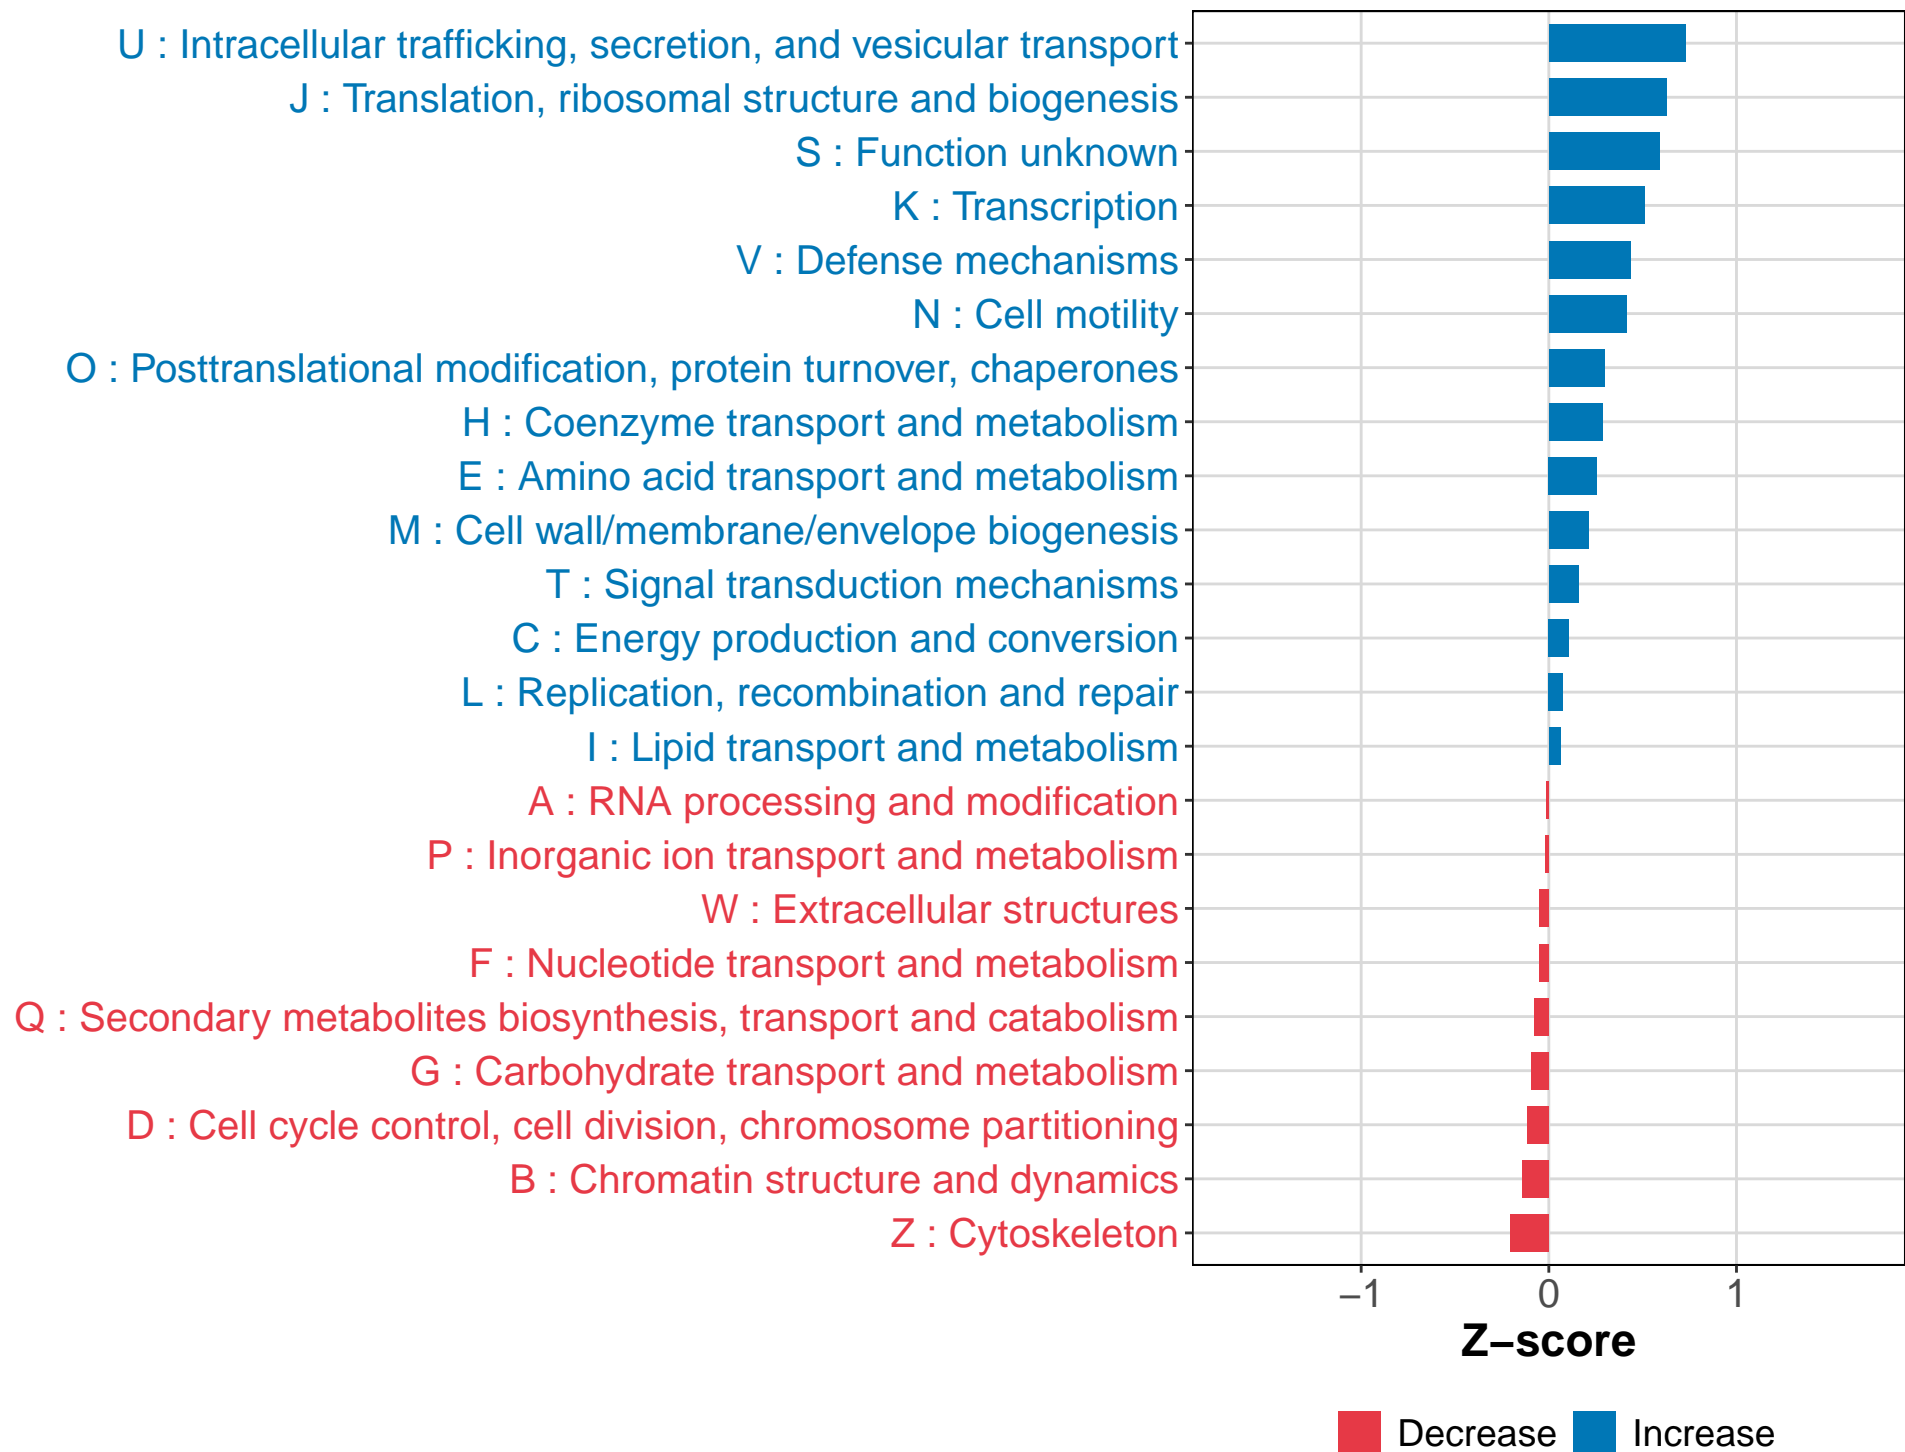 U : Intracellular trafficking, secretion, and vesicular transport
J : Translation, ribosomal structure and biogenesis
S : Function unknown
K : Transcription
V : Defense mechanisms
N : Cell motility
O : Posttranslational modification, protein turnover, chaperones
H : Coenzyme transport and metabolism
E : Amino acid transport and metabolism
M : Cell wall/membrane/envelope biogenesis
T : Signal transduction mechanisms
C : Energy production and conversion
L : Replication, recombination and repair
I : Lipid transport and metabolism
A : RNA processing and modification
P : Inorganic ion transport and metabolism
W : Extracellular structures
F : Nucleotide transport and metabolism
Q : Secondary metabolites biosynthesis, transport and catabolism
G : Carbohydrate transport and metabolism
D : Cell cycle control, cell division, chromosome partitioning
B : Chromatin structure and dynamics
Z : Cytoskeleton
−1 0 1
Z−score
Decrease Increase